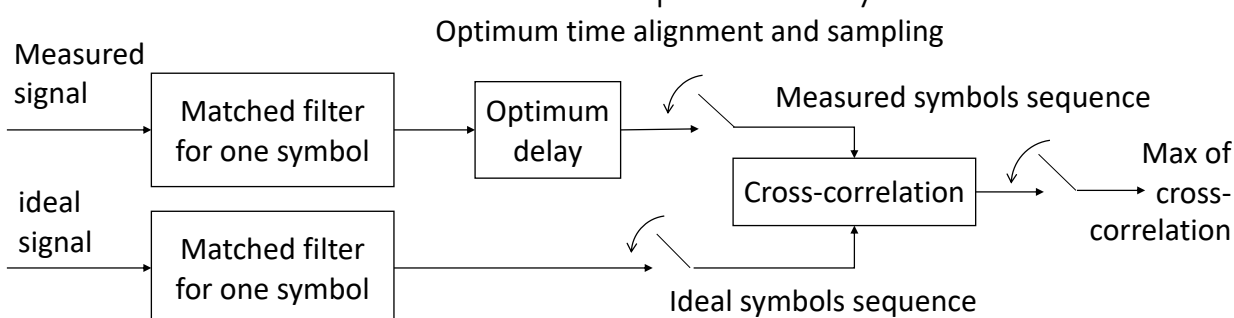 Optimum time alignment and sampling
Measured
signal
Matched filter
for one symbol
Optimum
delay
Measured symbols sequence
Cross-correlation
Max of
cross-
correlation
ideal
signal
Matched filter
for one symbol
Ideal symbols sequence